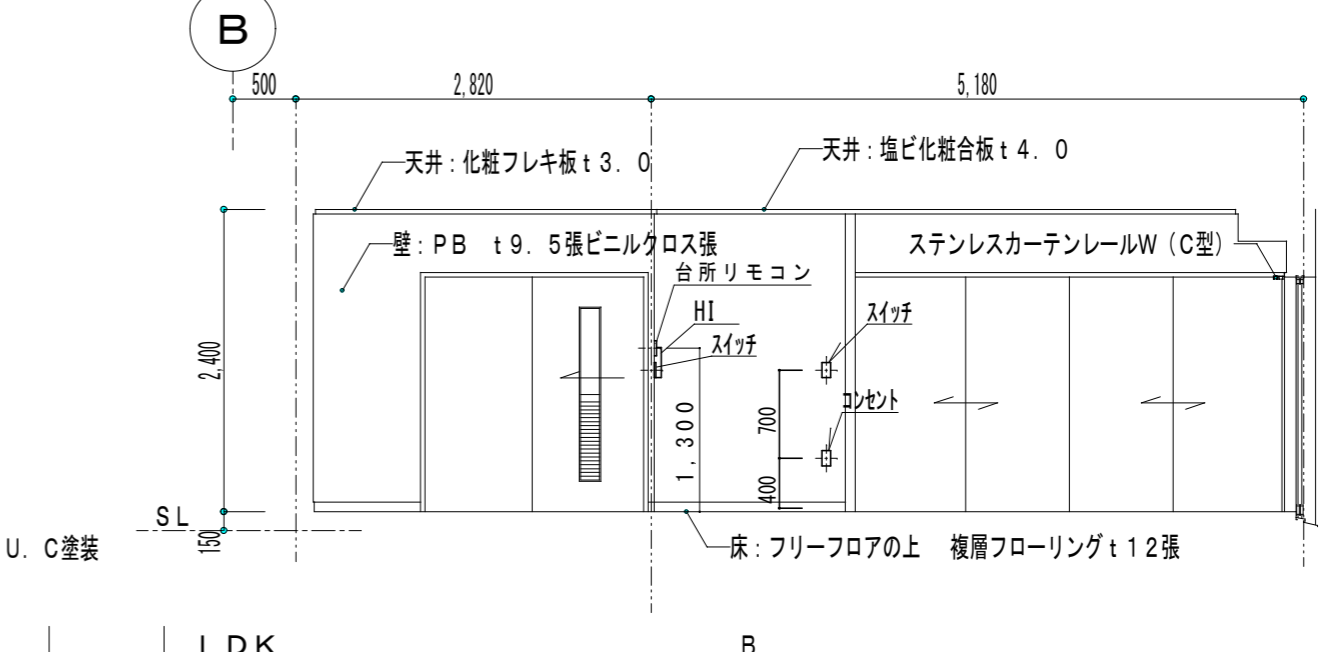 B
500
2,820
5,180
天井:化粧フレキ板t3.0
天井:塩ビ化粧合板t4.0
壁:PB t9.5張ビニルクロス張
ステンレスカーテンレールW(C型)
台所リモコン
HI
スイッチ
スイッチ
2,400
コンセント
1,300
700
400
SL
150
U.C塗装
床:フリーフロアの上 複層フローリングt12張
LDK
B